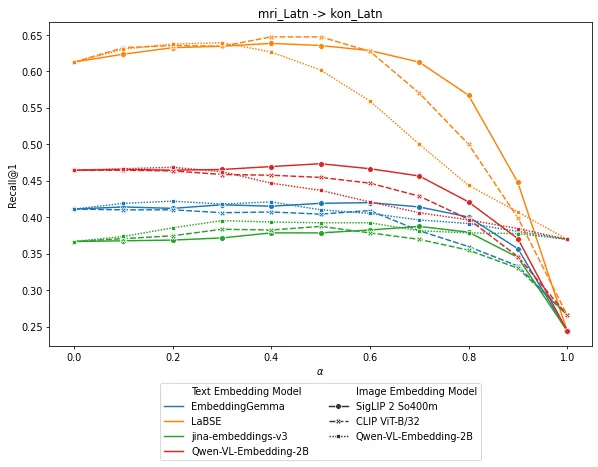 mri_Latn -> kon_Latn
Recall@1
0.65
0.60
0.55
0.50
0.45
0.40
0.35
0.30
0.25
0.0 0.2 0.4 0.6 0.8 1.0
α
Text Embedding Model Image Embedding Model
EmbeddingGemma SigLIP 2 So400m
LaBSE CLIP ViT-B/32
jina-embeddings-v3 Qwen-VL-Embedding-2B
Qwen-VL-Embedding-2B